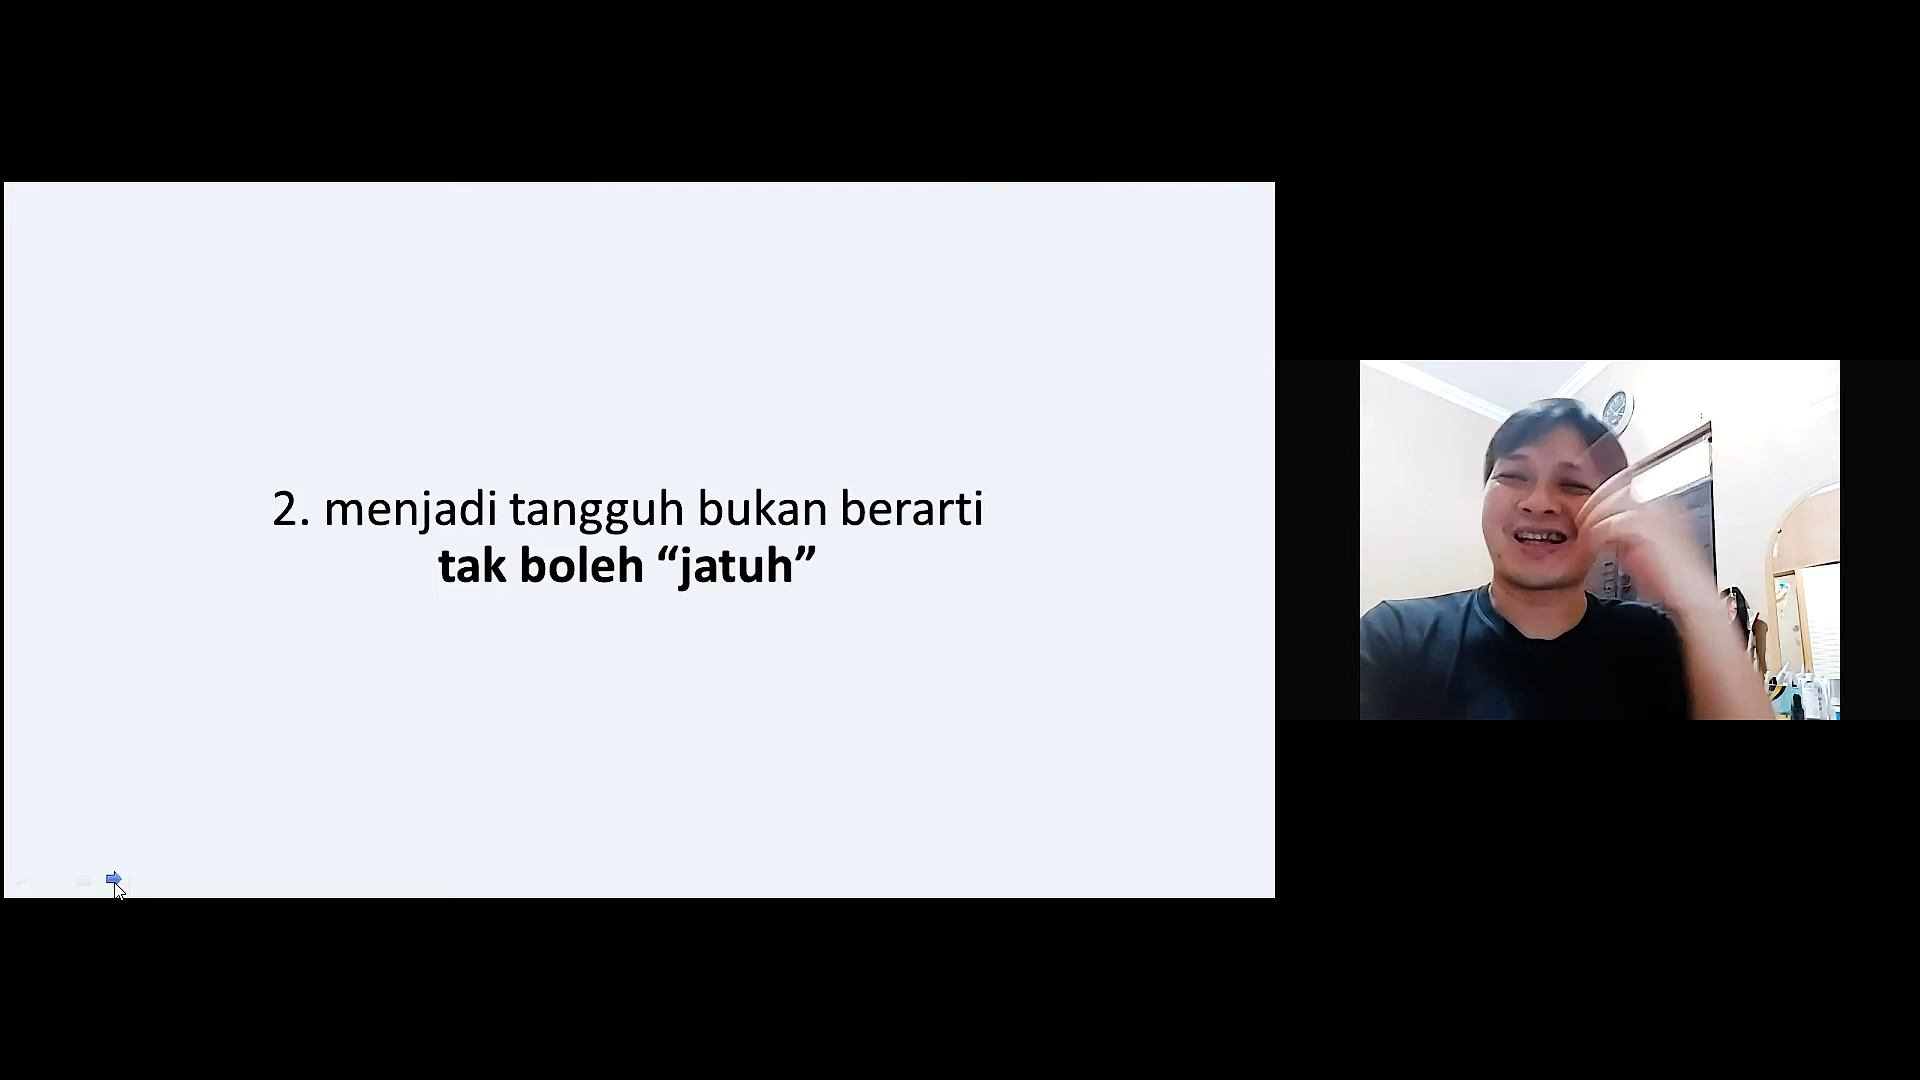 2. menjadi tangguh bukan berarti
tak boleh “jatuh”